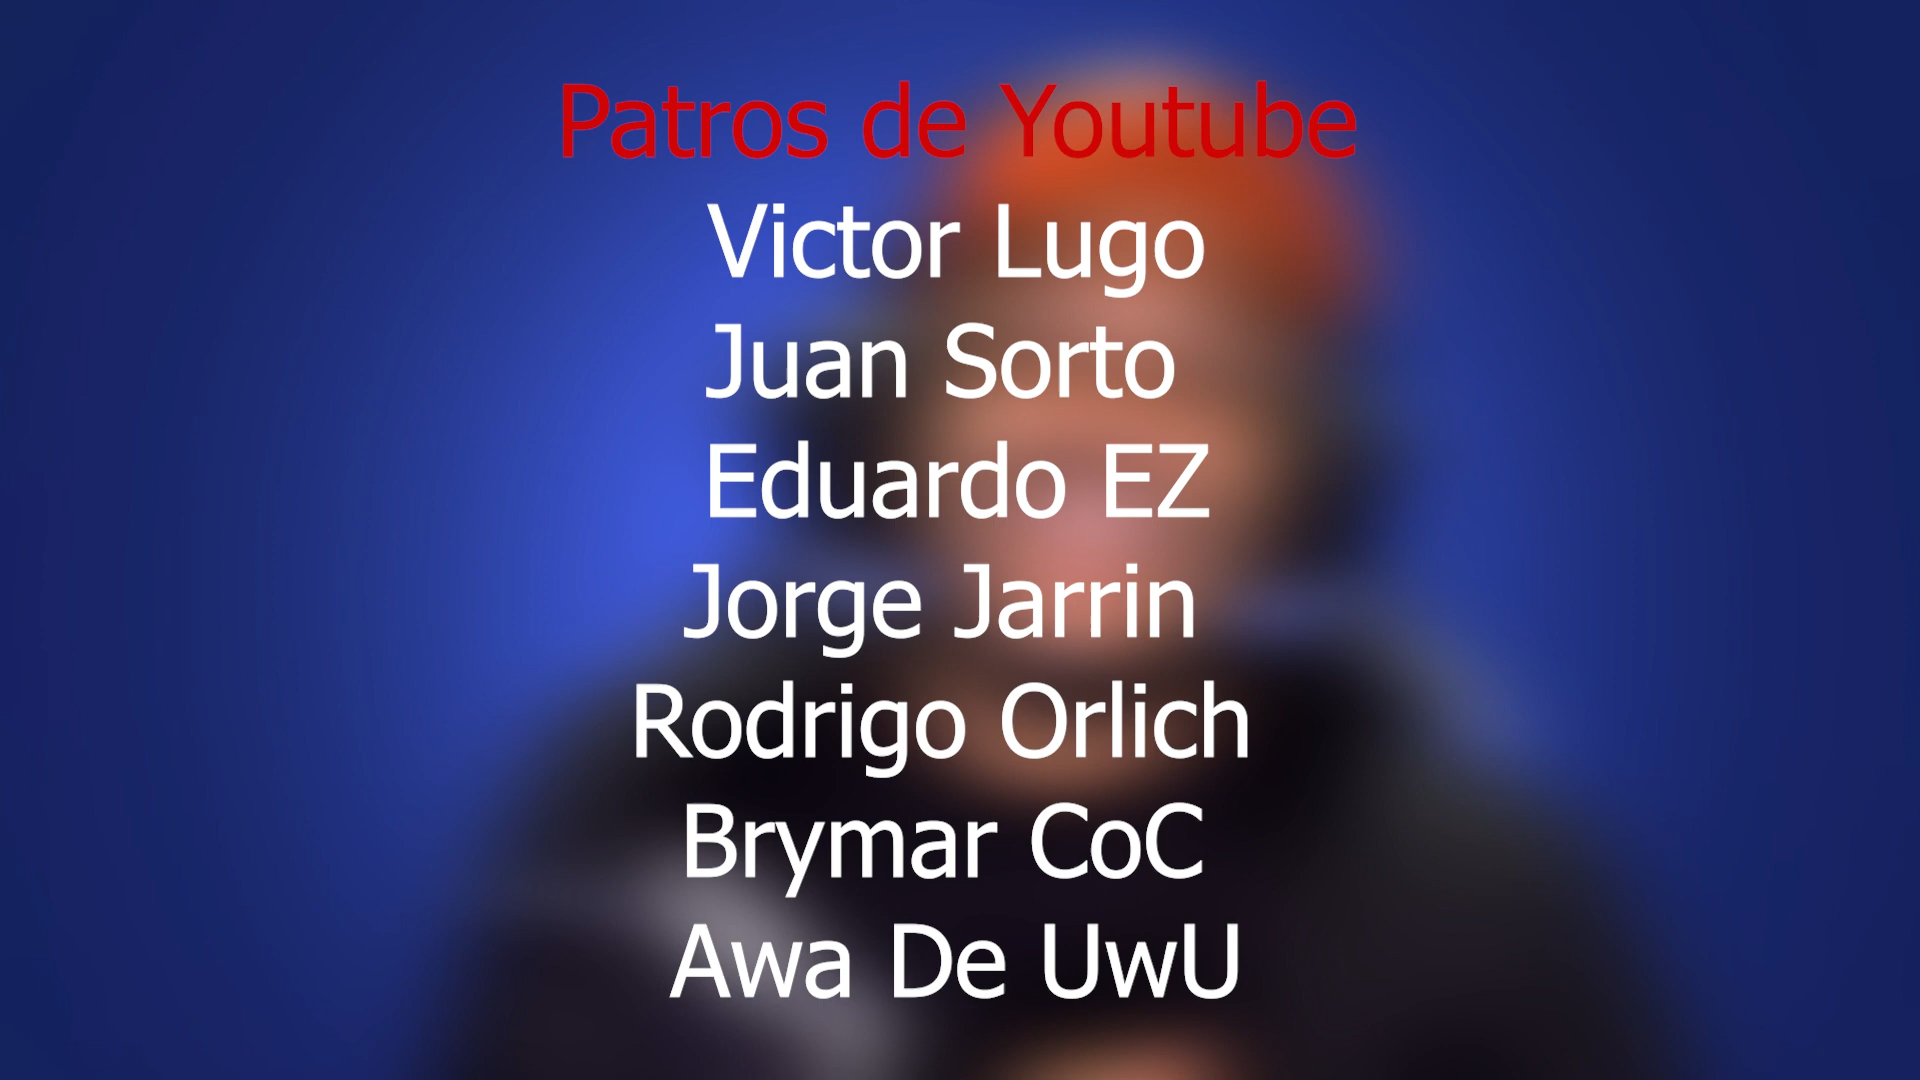 Patros de Youtube
Victor Lugo
Juan Sorto
Eduardo EZ
Jorge Jarrin
Rodrigo Orlich
Brymar CoC
Awa De UwU